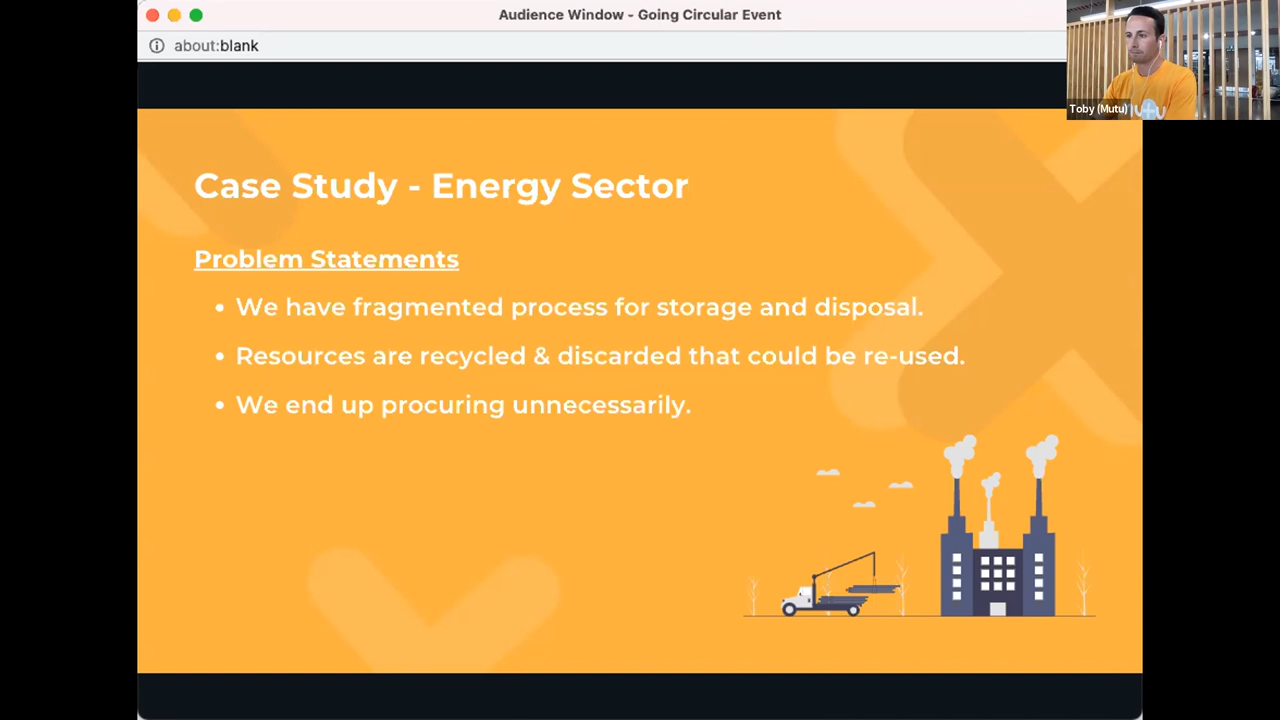 Audience Window - Going Circular Event
about:blank
Toby (Mutu)
Case Study - Energy Sector
Problem Statements
• We have fragmented process for storage and disposal.
• Resources are recycled & discarded that could be re-used.
• We end up procuring unnecessarily.